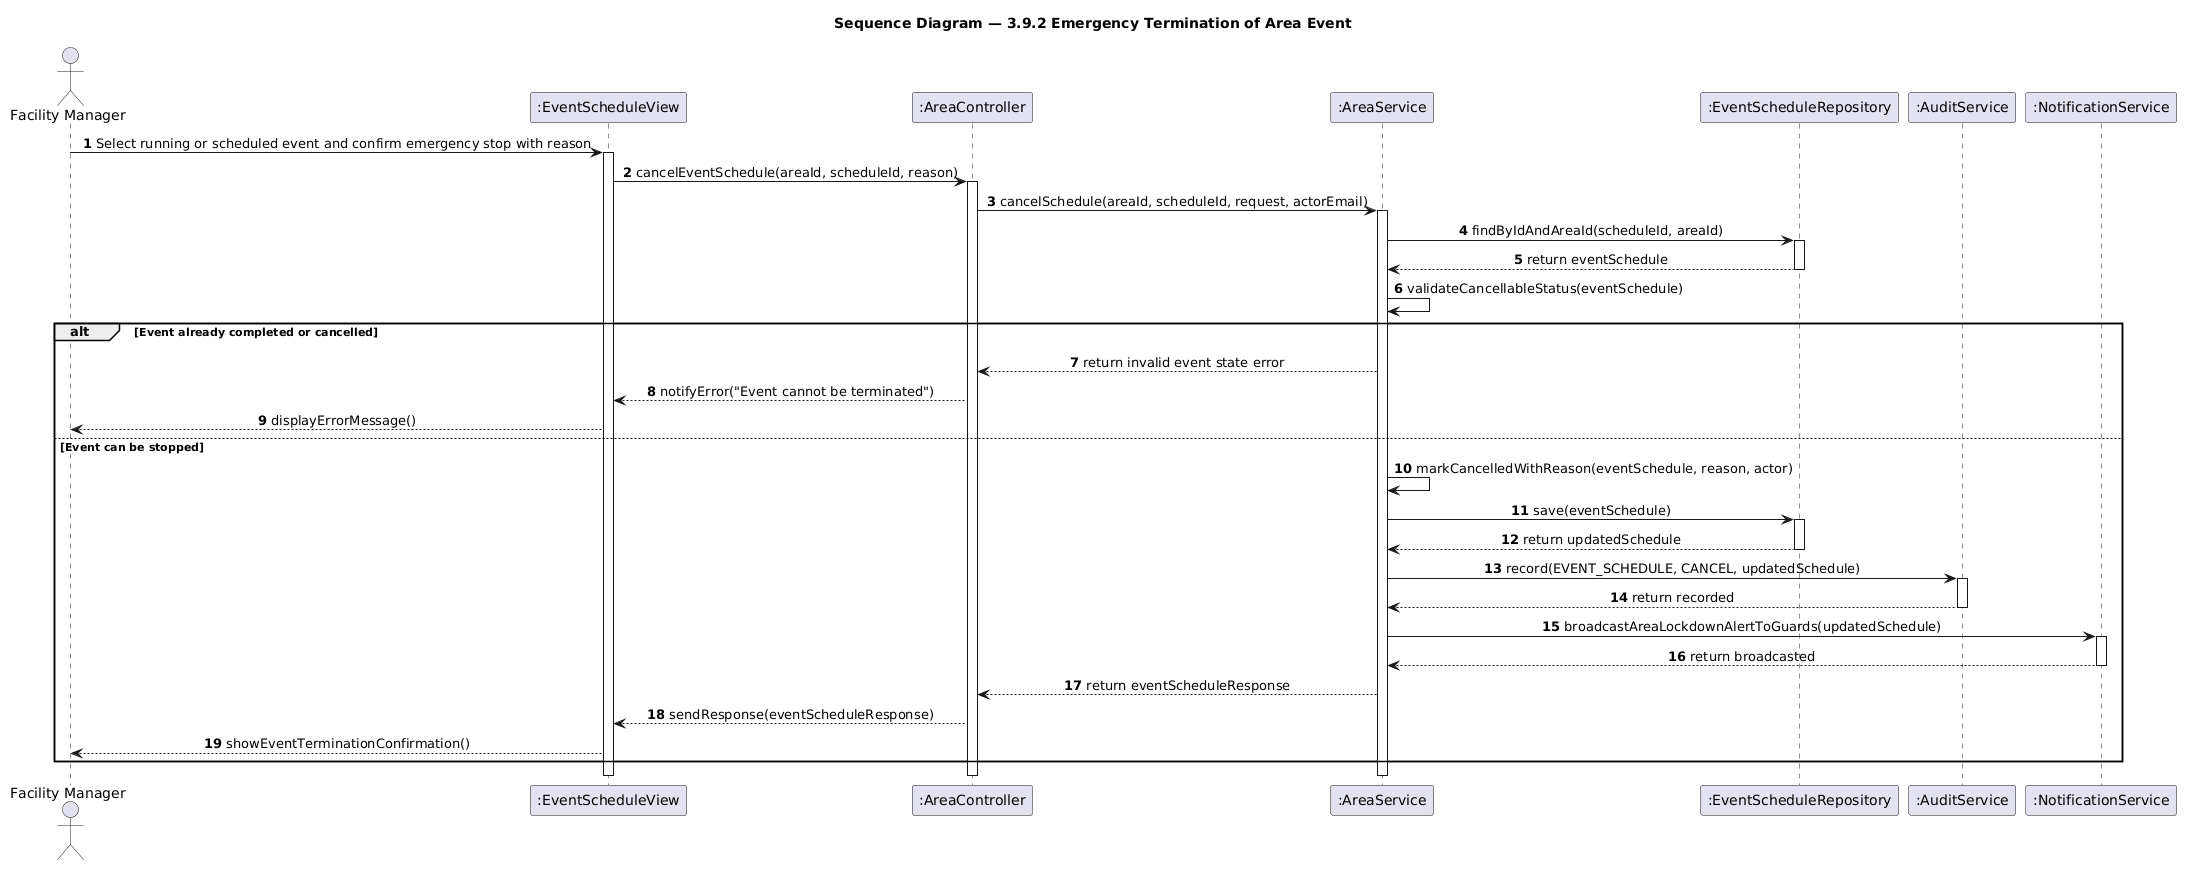 Sequence Diagram — 3.9.2 Emergency Termination of Area Event
Facility Manager
:EventScheduleView
:AreaController
:AreaService
:EventScheduleRepository
:AuditService
:NotificationService
1 Select running or scheduled event and confirm emergency stop with reason
2 cancelEventSchedule(areaId, scheduleId, reason)
3 cancelSchedule(areaId, scheduleId, request, actorEmail)
4 findByIdAndAreaId(scheduleId, areaId)
5 return eventSchedule
6 validateCancellableStatus(eventSchedule)
alt [Event already completed or cancelled]
7 return invalid event state error
8 notifyError("Event cannot be terminated")
9 displayErrorMessage()
[Event can be stopped]
10 markCancelledWithReason(eventSchedule, reason, actor)
11 save(eventSchedule)
12 return updatedSchedule
13 record(EVENT_SCHEDULE, CANCEL, updatedSchedule)
14 return recorded
15 broadcastAreaLockdownAlertToGuards(updatedSchedule)
16 return broadcasted
17 return eventScheduleResponse
18 sendResponse(eventScheduleResponse)
19 showEventTerminationConfirmation()
Facility Manager
:EventScheduleView
:AreaController
:AreaService
:EventScheduleRepository
:AuditService
:NotificationService